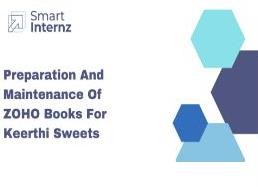 Smart
Internz
Preparation And
Maintenance Of
ZOHO Books For
Keerthi Sweets